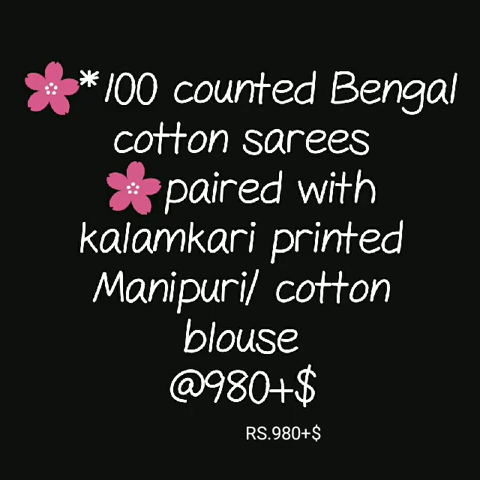 🌸*100 counted Bengal
cotton sarees
🌸paired with
kalamkari printed
Manipuri/ cotton
blouse
@980+$
RS.980+$